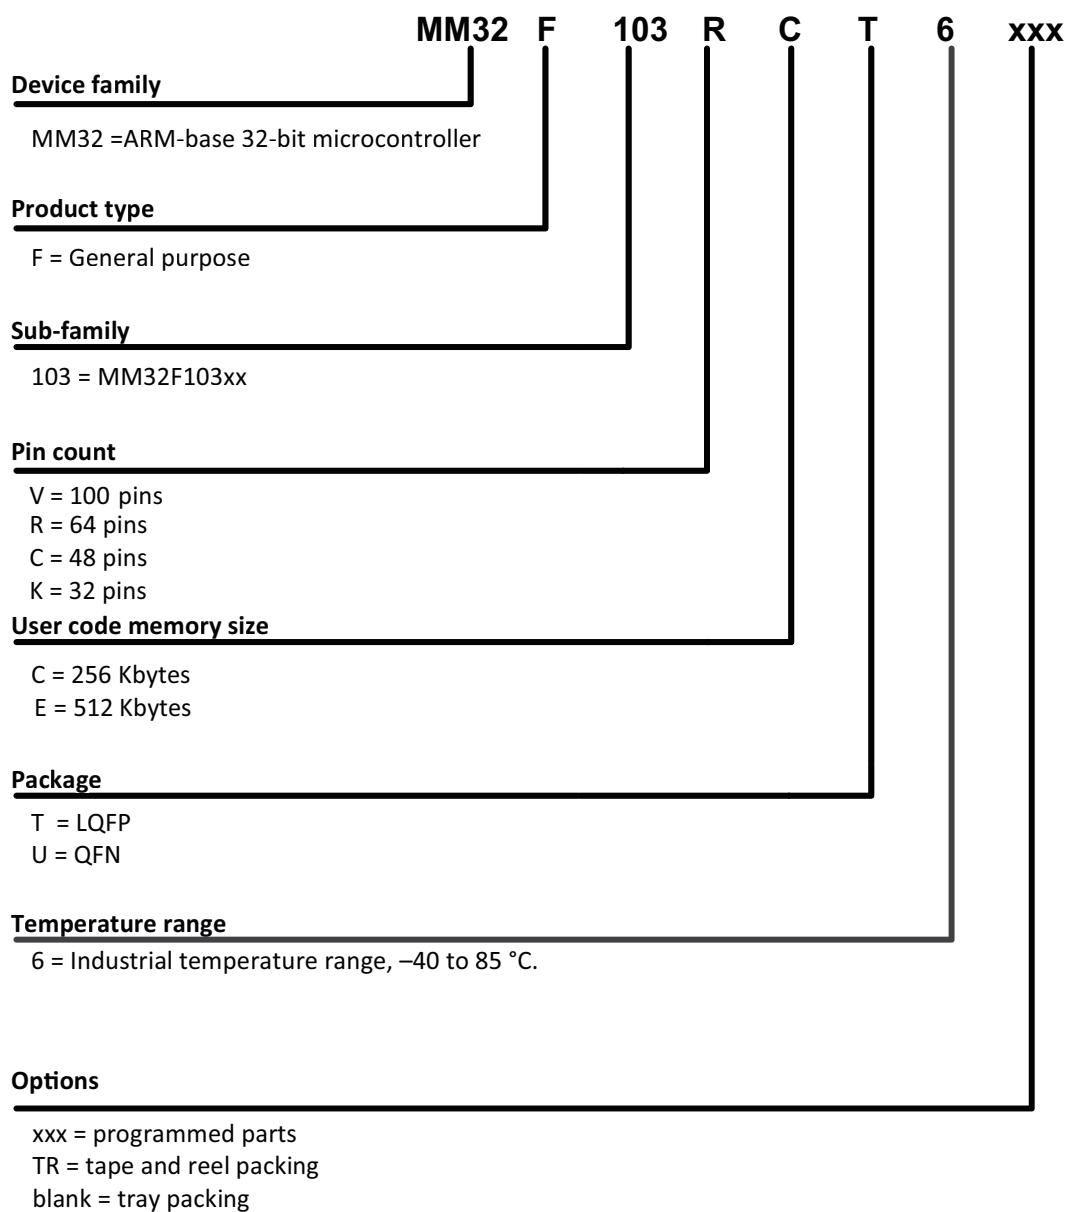 MM32 F 103 R C T 6 xxx
Device family
MM32 =ARM-base 32-bit microcontroller
Product type
F = General purpose
Sub-family
103 = MM32F103xx
Pin count
V = 100 pins
R = 64 pins
C = 48 pins
K = 32 pins
User code memory size
C = 256 Kbytes
E = 512 Kbytes
Package
T = LQFP
U = QFN
Temperature range
6 = Industrial temperature range, –40 to 85 °C.
Options
xxx = programmed parts
TR = tape and reel packing
blank = tray packing